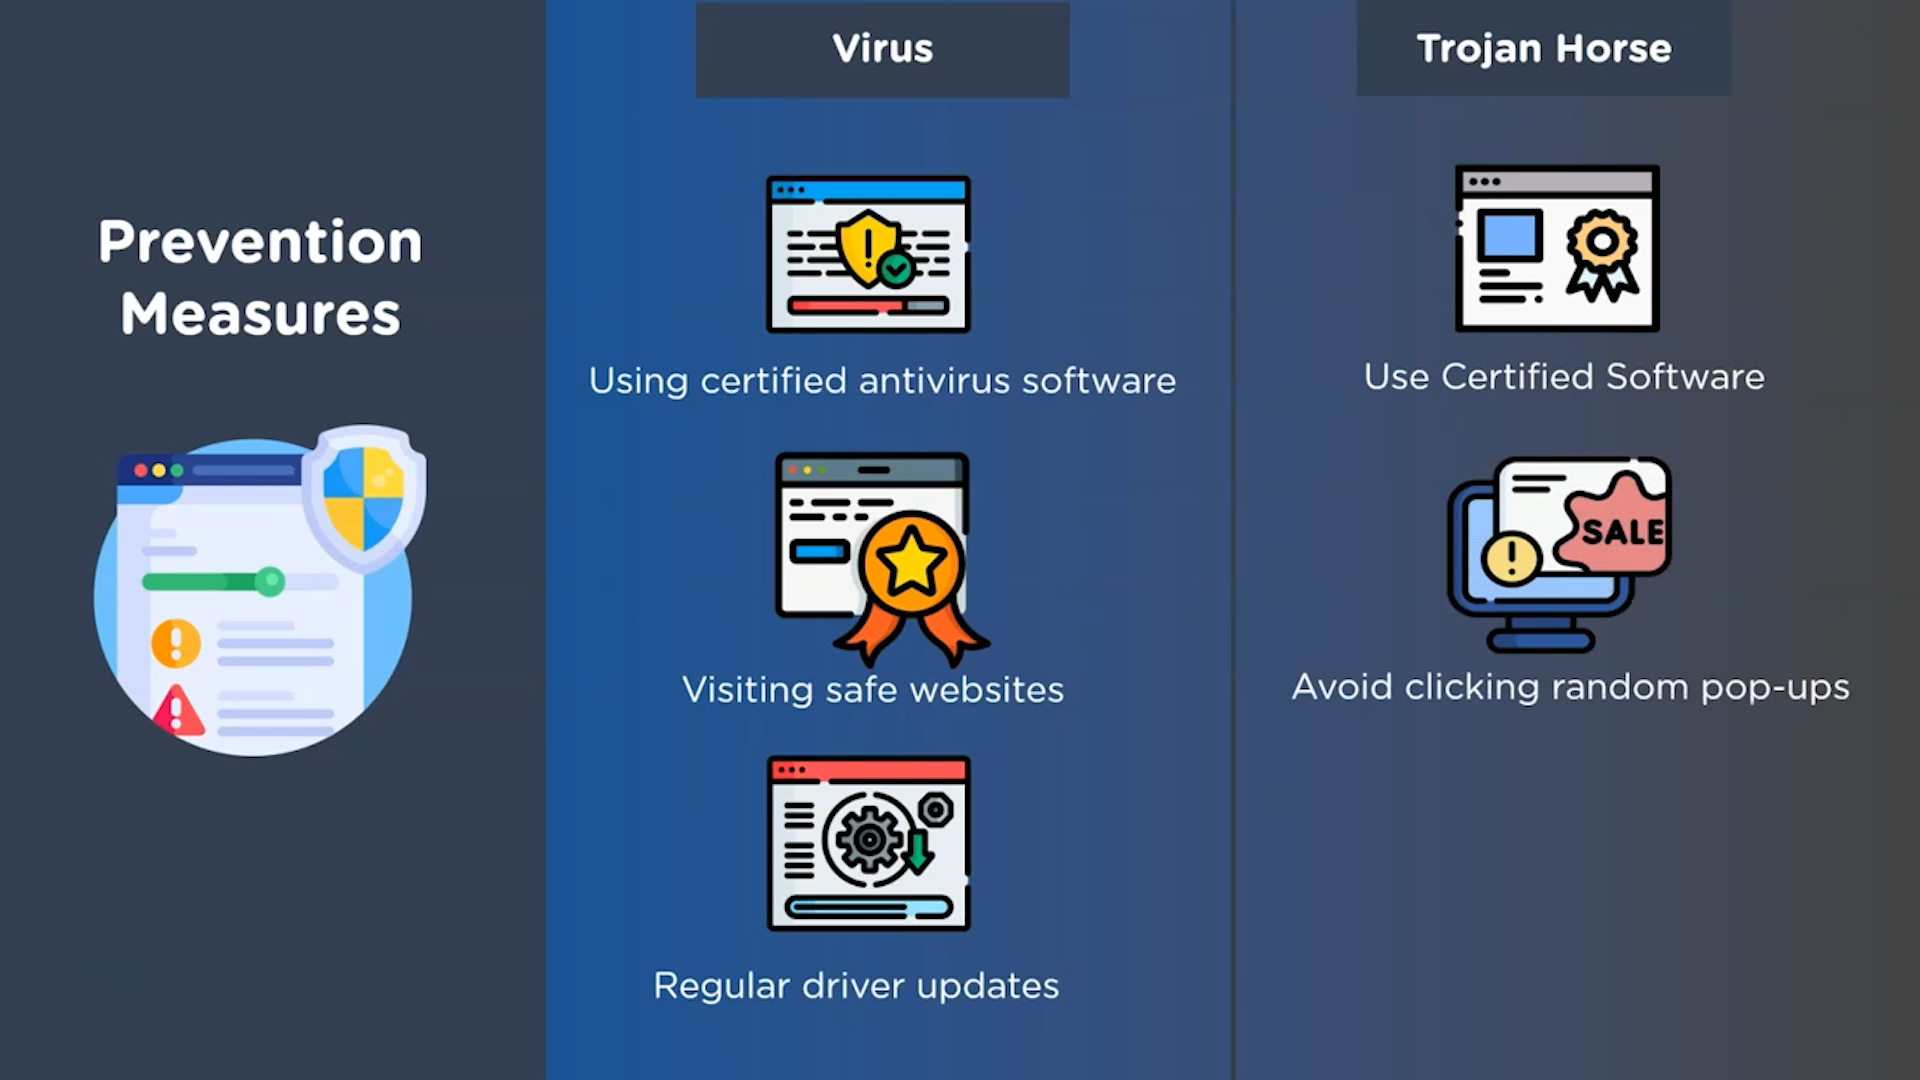 Prevention
Measures
Virus
Using certified antivirus software
Visiting safe websites
Regular driver updates
Trojan Horse
Use Certified Software
SALE
Avoid clicking random pop-ups